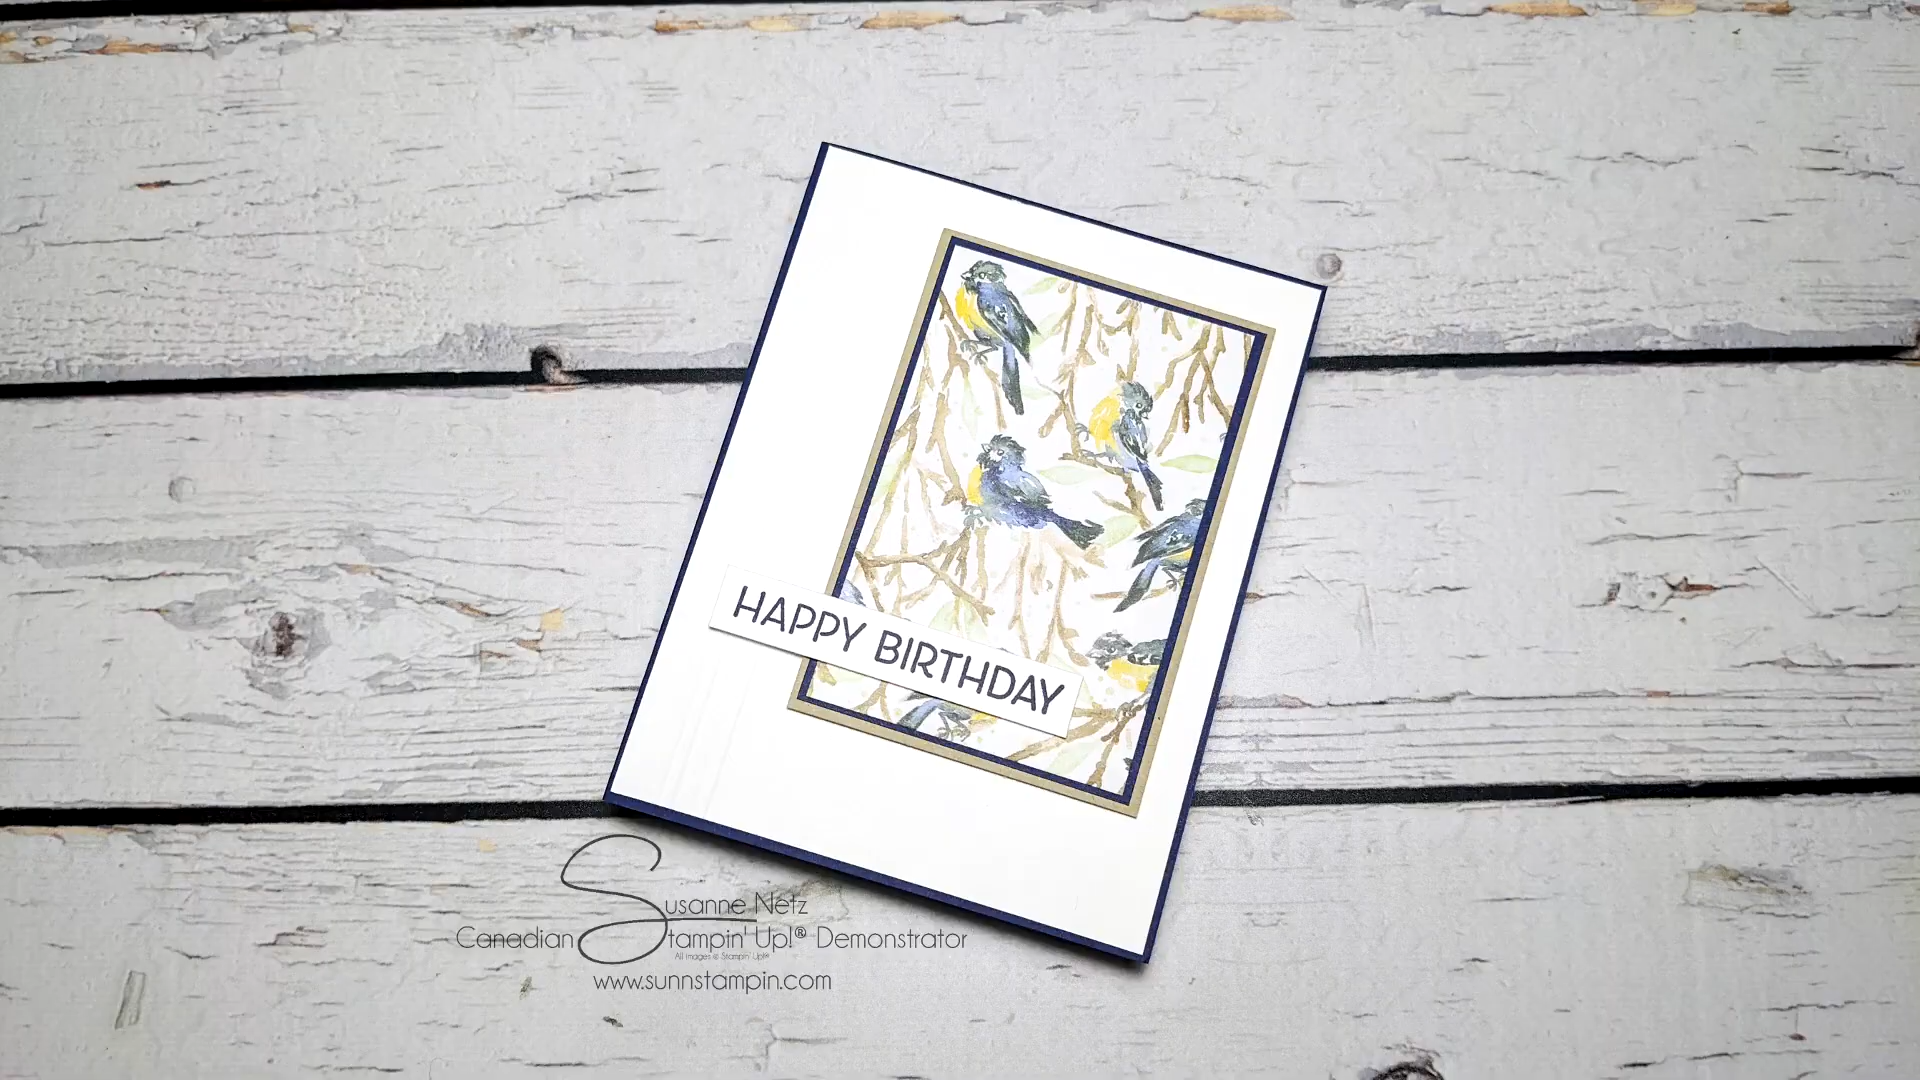 HAPPY BIRTHDAY
Susanne Netz
Canadian Stampin' Up!® Demonstrator
All images © Stampin' Up!®
www.sunnstampin.com